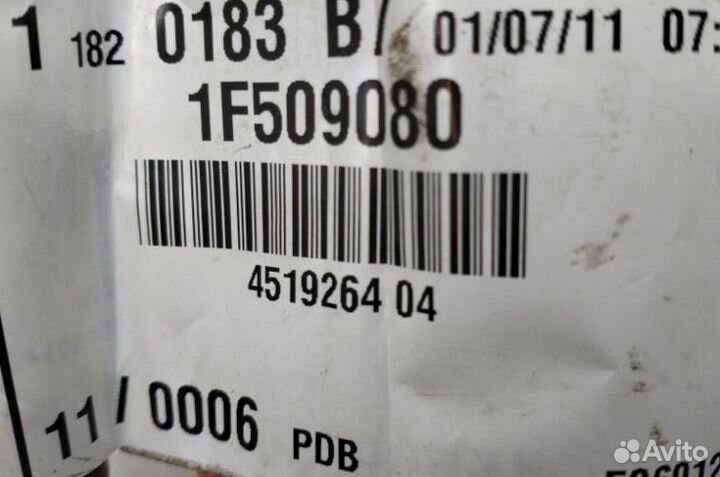 1 182 0183 B/ 01/07/11 07:
1F509080
4519264 04
11/0006 PDB
Avito